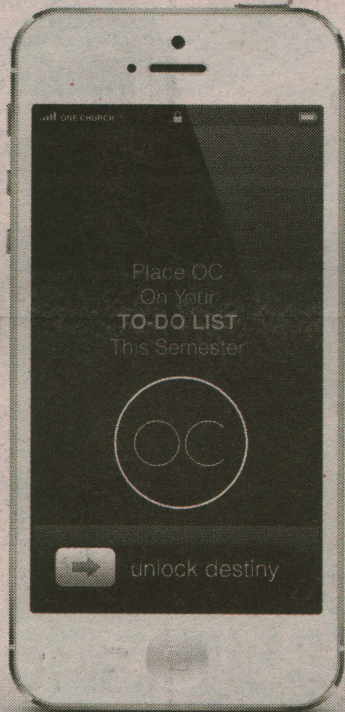 ONE CHURCH
Place OC
On Your
TO-DO LIST
This Semester
OC
unlock destiny